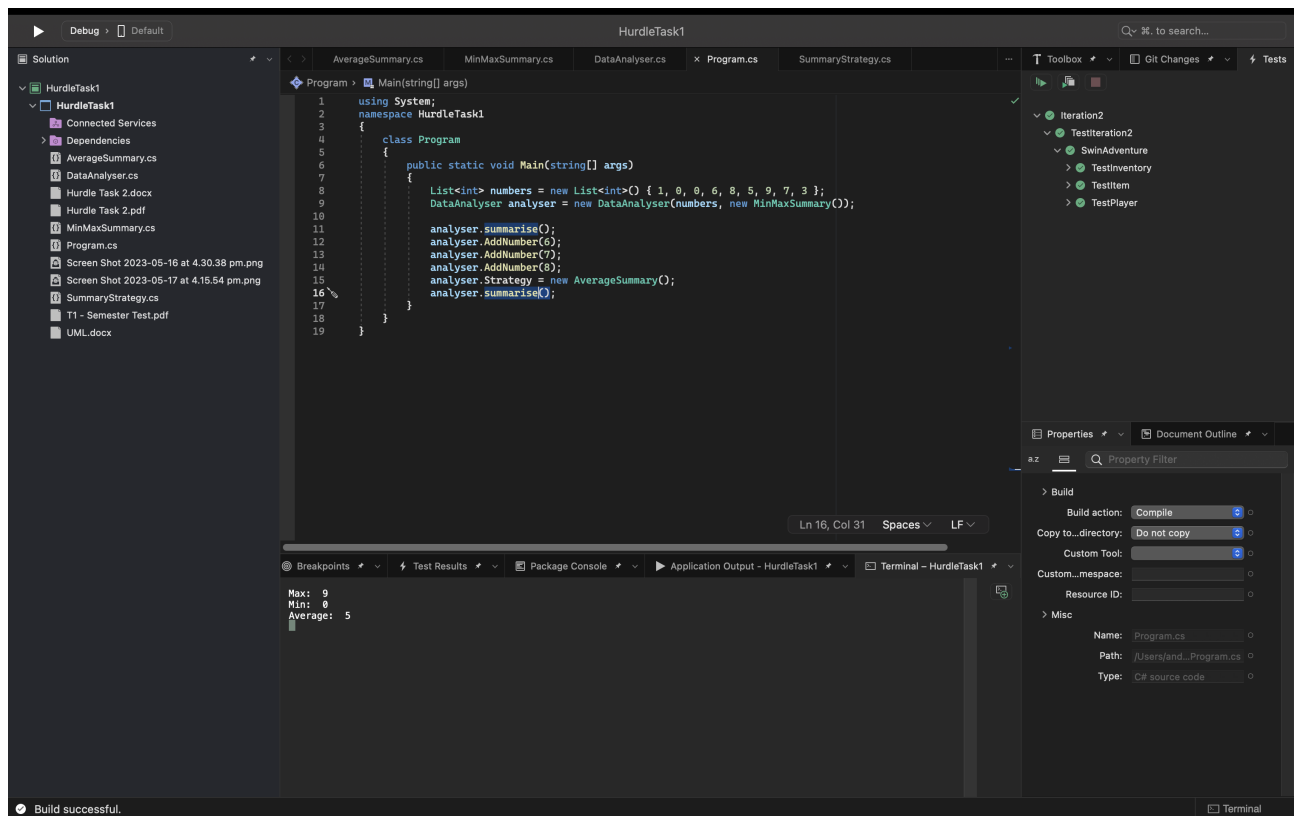 HurdleTask1
Debug > Default
⌘. to search...
Solution
HurdleTask1
HurdleTask1
Connected Services
Dependencies
AverageSummary.cs
DataAnalyser.cs
Hurdle Task 2.docx
Hurdle Task 2.pdf
MinMaxSummary.cs
Program.cs
Screen Shot 2023-05-16 at 4.30.38 pm.png
Screen Shot 2023-05-17 at 4.15.54 pm.png
SummaryStrategy.cs
T1 - Semester Test.pdf
UML.docx
AverageSummary.cs MinMaxSummary.cs DataAnalyser.cs × Program.cs SummaryStrategy.cs ...
Program > M Main(string[] args)
1 using System;
2 namespace HurdleTask1
3 {
4 class Program
5 {
6 public static void Main(string[] args)
7 {
8 List<int> numbers = new List<int>() { 1, 0, 0, 6, 8, 5, 9, 7, 3 };
9 DataAnalyser analyser = new DataAnalyser(numbers, new MinMaxSummary());
10
11 analyser.summarise();
12 analyser.AddNumber(6);
13 analyser.AddNumber(7);
14 analyser.AddNumber(8);
15 analyser.Strategy = new AverageSummary();
16 analyser.summarise();
17 }
18 }
19 }
Ln 16, Col 31 Spaces LF
Breakpoints Test Results Package Console Application Output - HurdleTask1 Terminal – HurdleTask1
Max: 9
Min: 0
Average: 5
Toolbox Git Changes Tests
Iteration2
TestIteration2
SwinAdventure
TestInventory
TestItem
TestPlayer
Properties Document Outline
a.z Property Filter
Build
Build action: Compile
Copy to...directory: Do not copy
Custom Tool:
Custom...mespace:
Resource ID:
Misc
Name: Program.cs
Path: /Users/and...Program.cs
Type: C# source code
Build successful.
Terminal